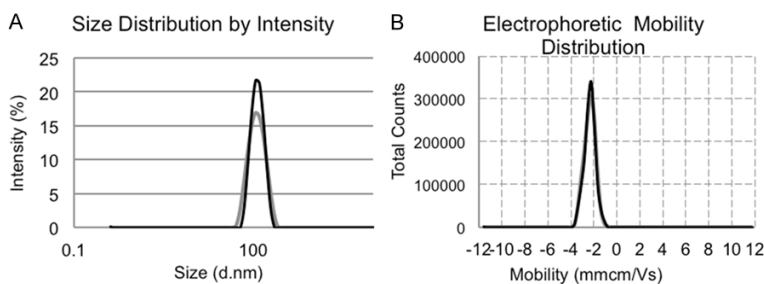 A
Size Distribution by Intensity
25
20
15
10
5
0
Intensity (%)
0.1
100
Size (d.nm)
B
Electrophoretic Mobility
Distribution
400000
300000
200000
100000
0
Total Counts
-12-10 -8 -6 -4 -2 0 2 4 6 8 10 12
Mobility (mmcm/Vs)